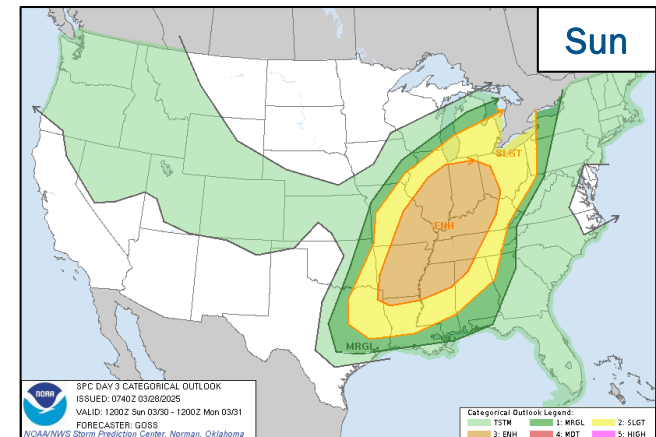 Sun
SLGT
ENH
MRGL
NOAA
SPC DAY 3 CATEGORICAL OUTLOOK
ISSUED: 0740Z 03/28/2025
VALID: 1200Z Sun 03/30 - 1200Z Mon 03/31
FORECASTER: GOSS
NOAA/NWS Storm Prediction Center, Norman, Oklahoma
Categorical Outlook Legend:
TSTM 1: MRGL 2: SLGT
3: ENH 4: MDT 5: HIGH